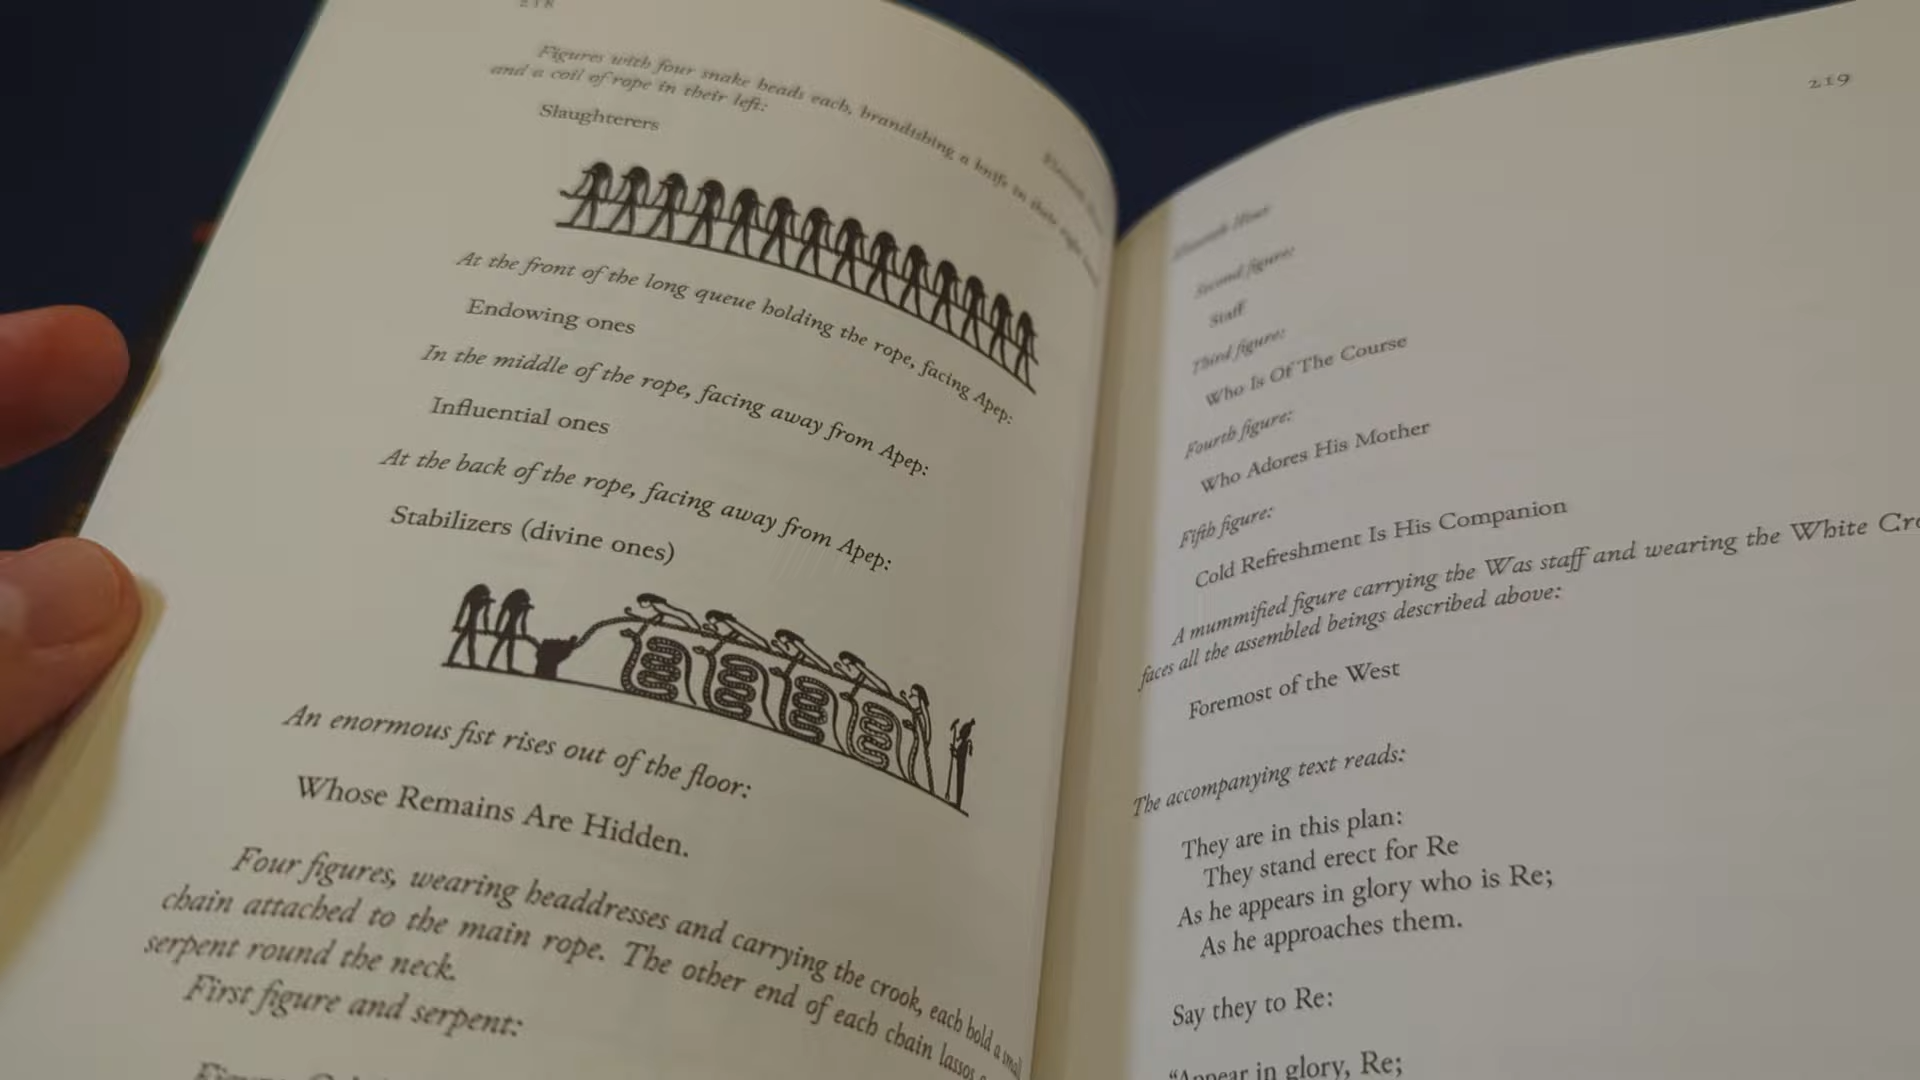 218
Figures with four snake heads each, brandishing a knife in their right
and a coil of rope in their left:
Slaughterers
At the front of the long queue holding the rope, facing Apep:
Endowing ones
In the middle of the rope, facing away from Apep:
Influential ones
At the back of the rope, facing away from Apep:
Stabilizers (divine ones)
An enormous fist rises out of the floor:
Whose Remains Are Hidden.
Four figures, wearing headdresses and carrying the crook, each hold a small
chain attached to the main rope. The other end of each chain lassos
serpent round the neck.
First figure and serpent:
219
Second figure:
Staff
Third figure:
Who Is Of The Course
Fourth figure:
Who Adores His Mother
Fifth figure:
Cold Refreshment Is His Companion
A mummified figure carrying the Was staff and wearing the White Cro
faces all the assembled beings described above:
Foremost of the West
The accompanying text reads:
They are in this plan:
They stand erect for Re
As he appears in glory who is Re;
As he approaches them.
Say they to Re:
“Appear in glory, Re;